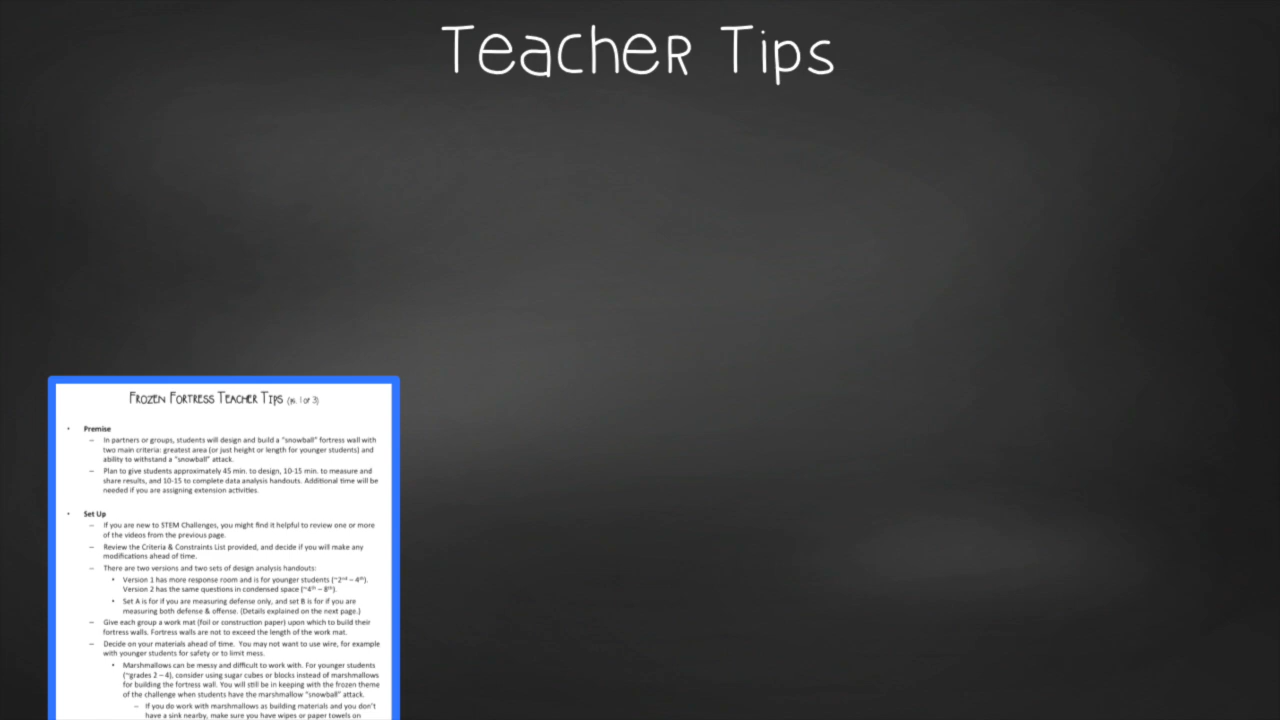 Teacher Tips
Frozen Fortress Teacher Tips (pg. 1 of 3)
• Premise
– In partners or groups, students will design and build a "snowball" fortress wall with
two main criteria: greatest area (or just height or length for younger students) and
ability to withstand a "snowball" attack.
– Plan to give students approximately 45 min. to design, 10-15 min. to measure and
share results, and 10-15 to complete data analysis handouts. Additional time will be
needed if you are assigning extension activities.
• Set Up
– If you are new to STEM Challenges, you might find it helpful to review one or more
of the videos from the previous page.
– Review the Criteria & Constraints List provided, and decide if you will make any
modifications ahead of time.
– There are two versions and two sets of design analysis handouts:
• Version 1 has more response room and is for younger students (~2nd – 4th).
Version 2 has the same questions in condensed space (~4th – 8th).
• Set A is for if you are measuring defense only, and set B is for if you are
measuring both defense & offense. (Details explained on the next page.)
– Give each group a work mat (foil or construction paper) upon which to build their
fortress walls. Fortress walls are not to exceed the length of the work mat.
– Decide on your materials ahead of time. You may not want to use wire, for example
with younger students for safety or to limit mess.
• Marshmallows can be messy and difficult to work with. For younger students
(~grades 2 – 4), consider using sugar cubes or blocks instead of marshmallows
for building the fortress wall. You will still be in keeping with the frozen theme
of the challenge when students have the marshmallow "snowball" attack.
– If you do work with marshmallows as building materials and you don't
have a sink nearby, make sure you have wipes or paper towels on